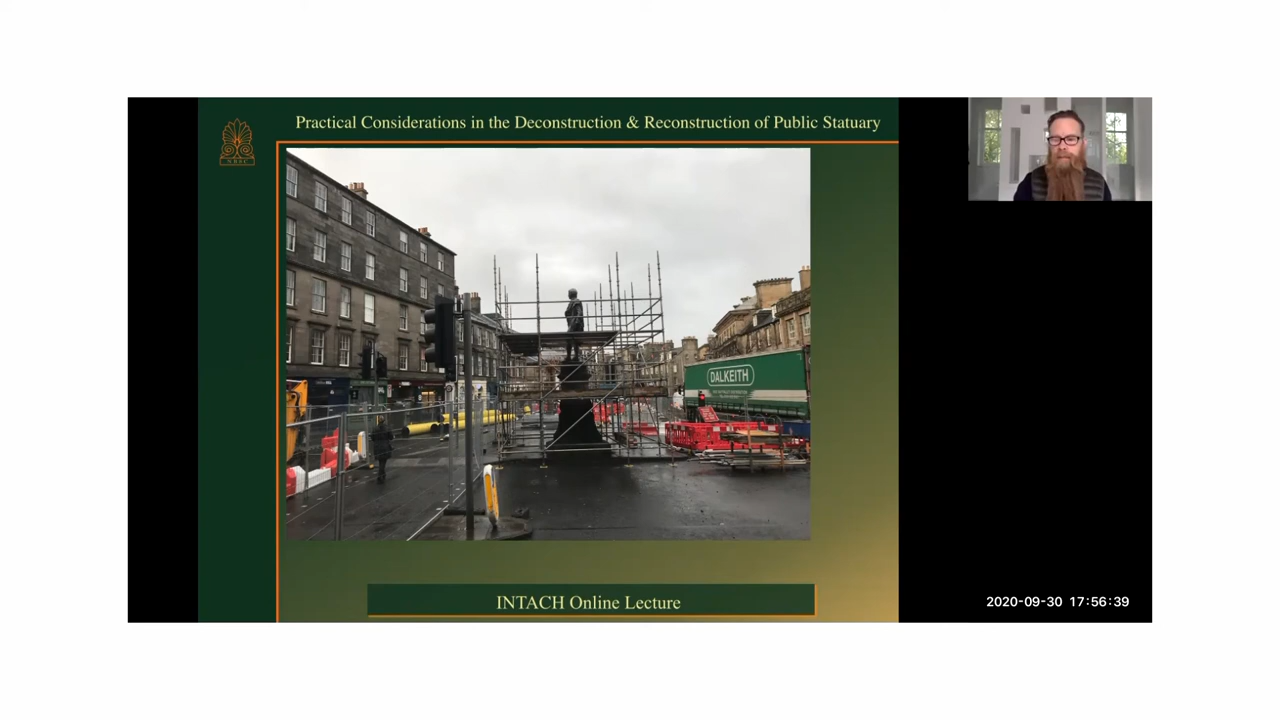 Practical Considerations in the Deconstruction & Reconstruction of Public Statuary
DALKEITH
INTACH Online Lecture
2020-09-30 17:56:39